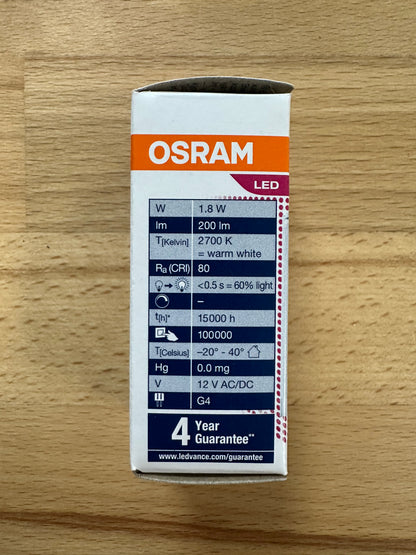 OSRAM
LED
W 1.8 W
lm 200 lm
T[Kelvin] 2700 K
= warm white
Ra (CRI) 80
<0.5 s = 60% light
–
t[h]* 15000 h
100000
T[Celsius] –20° - 40°
Hg 0.0 mg
V 12 V AC/DC
G4
4 Year
Guarantee**
www.ledvance.com/guarantee